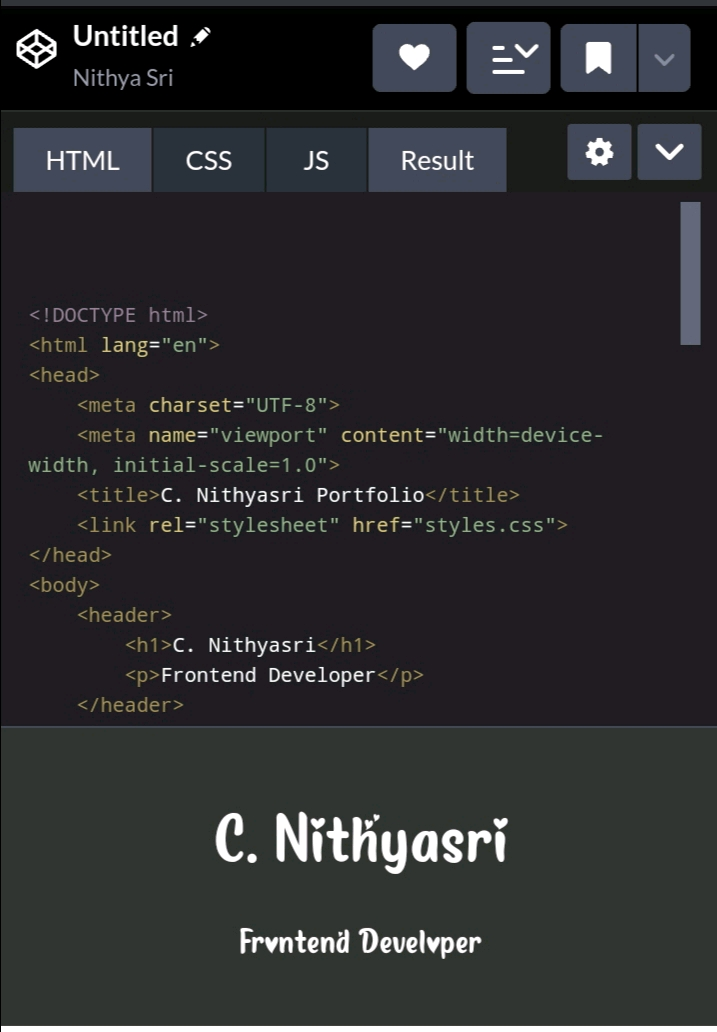 Untitled
Nithya Sri
HTML CSS JS Result
<!DOCTYPE html>
<html lang="en">
<head>
    <meta charset="UTF-8">
    <meta name="viewport" content="width=device-
width, initial-scale=1.0">
    <title>C. Nithyasri Portfolio</title>
    <link rel="stylesheet" href="styles.css">
</head>
<body>
    <header>
        <h1>C. Nithyasri</h1>
        <p>Frontend Developer</p>
    </header>
C. Nithyasri
Frontend Developer